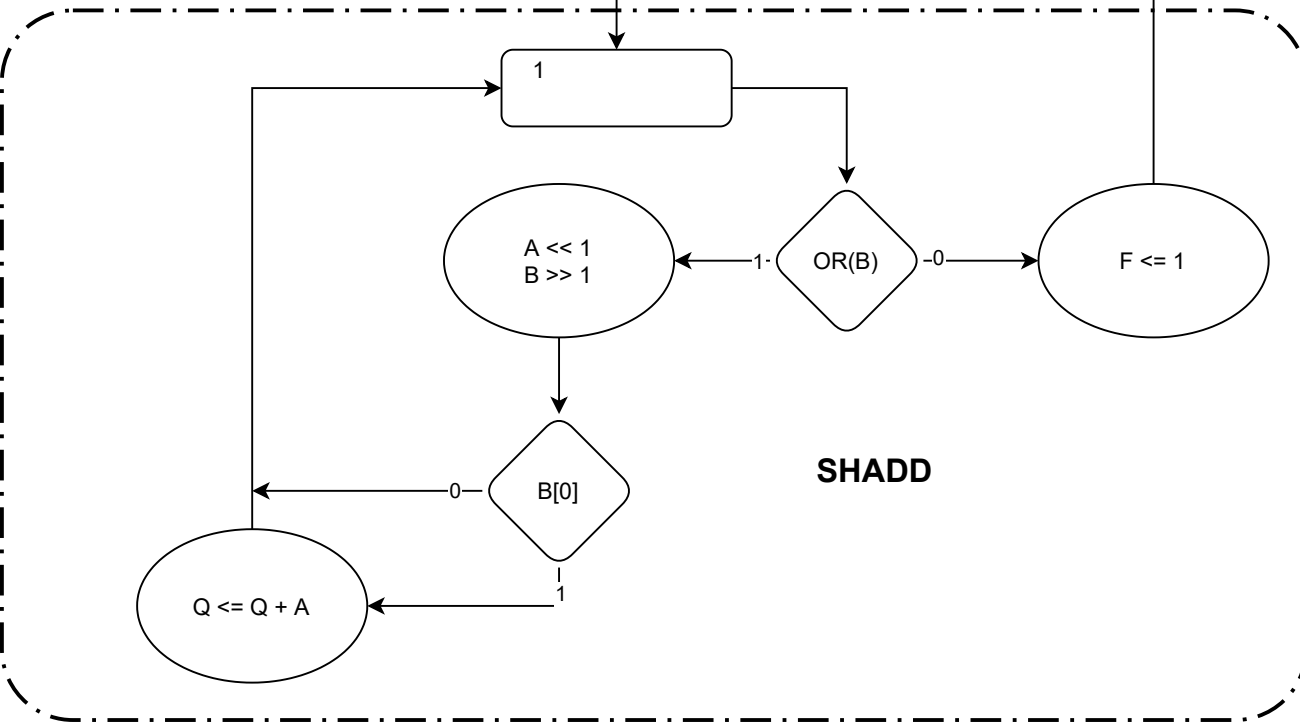 1
A << 1
B >> 1
1
OR(B)
0
F <= 1
SHADD
0
B[0]
1
Q <= Q + A